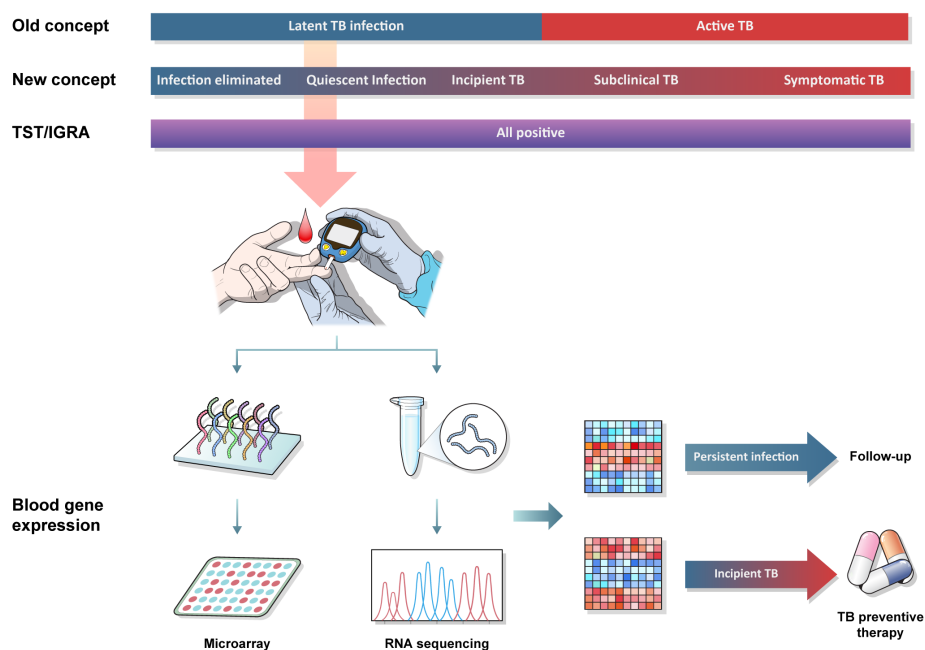 Old concept
Latent TB infection
Active TB
New concept
Infection eliminated
Quiescent Infection
Incipient TB
Subclinical TB
Symptomatic TB
TST/IGRA
All positive
Blood gene
expression
Persistent infection
Follow-up
Incipient TB
TB preventive
therapy
Microarray
RNA sequencing